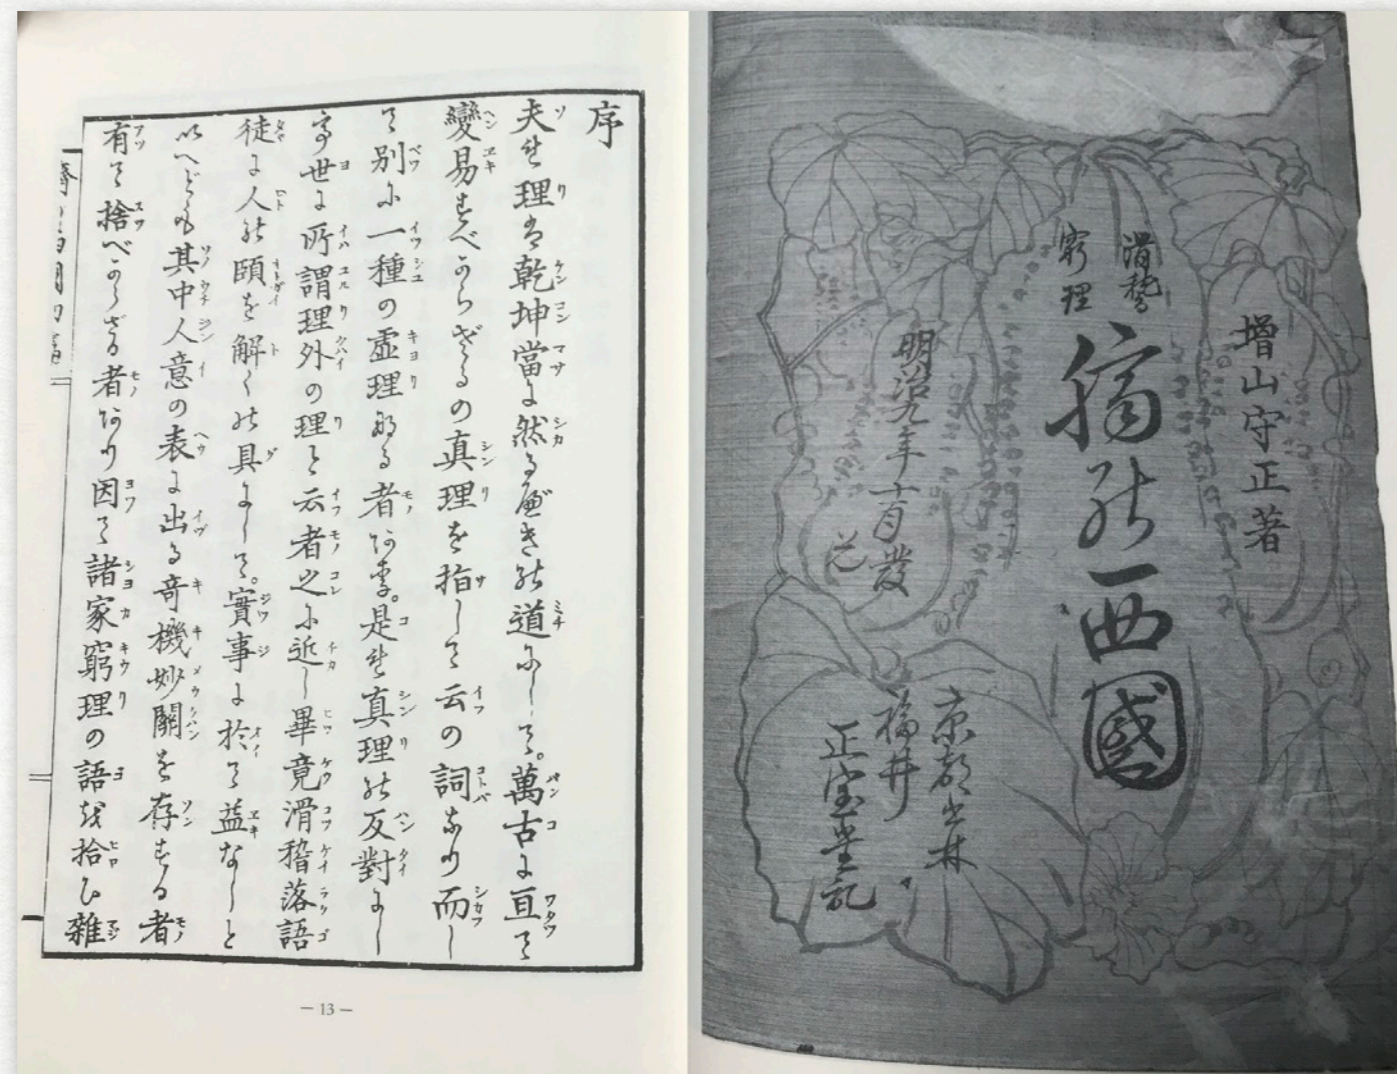 増山守正著
滑稽
窮理
臍の西國
明治九年十一月發兌
京都書林
福井
正宝堂記
序
夫れ理は乾坤當に然るべきの道にして。萬古に亘て
變易すべからざるの真理を指して云の詞なり而し
て別に一種の虚理なる者あり。是れ真理の反對にし
て世に所謂理外の理と云者之に近し畢竟滑稽落語
徒に人の頤を解くの具にして。實事に於て益なしと
いへども其中人意の表に出る奇機妙關を存する者
有て捨べからざる者あり因て諸家窮理の語を拾ひ雜
— 13 —